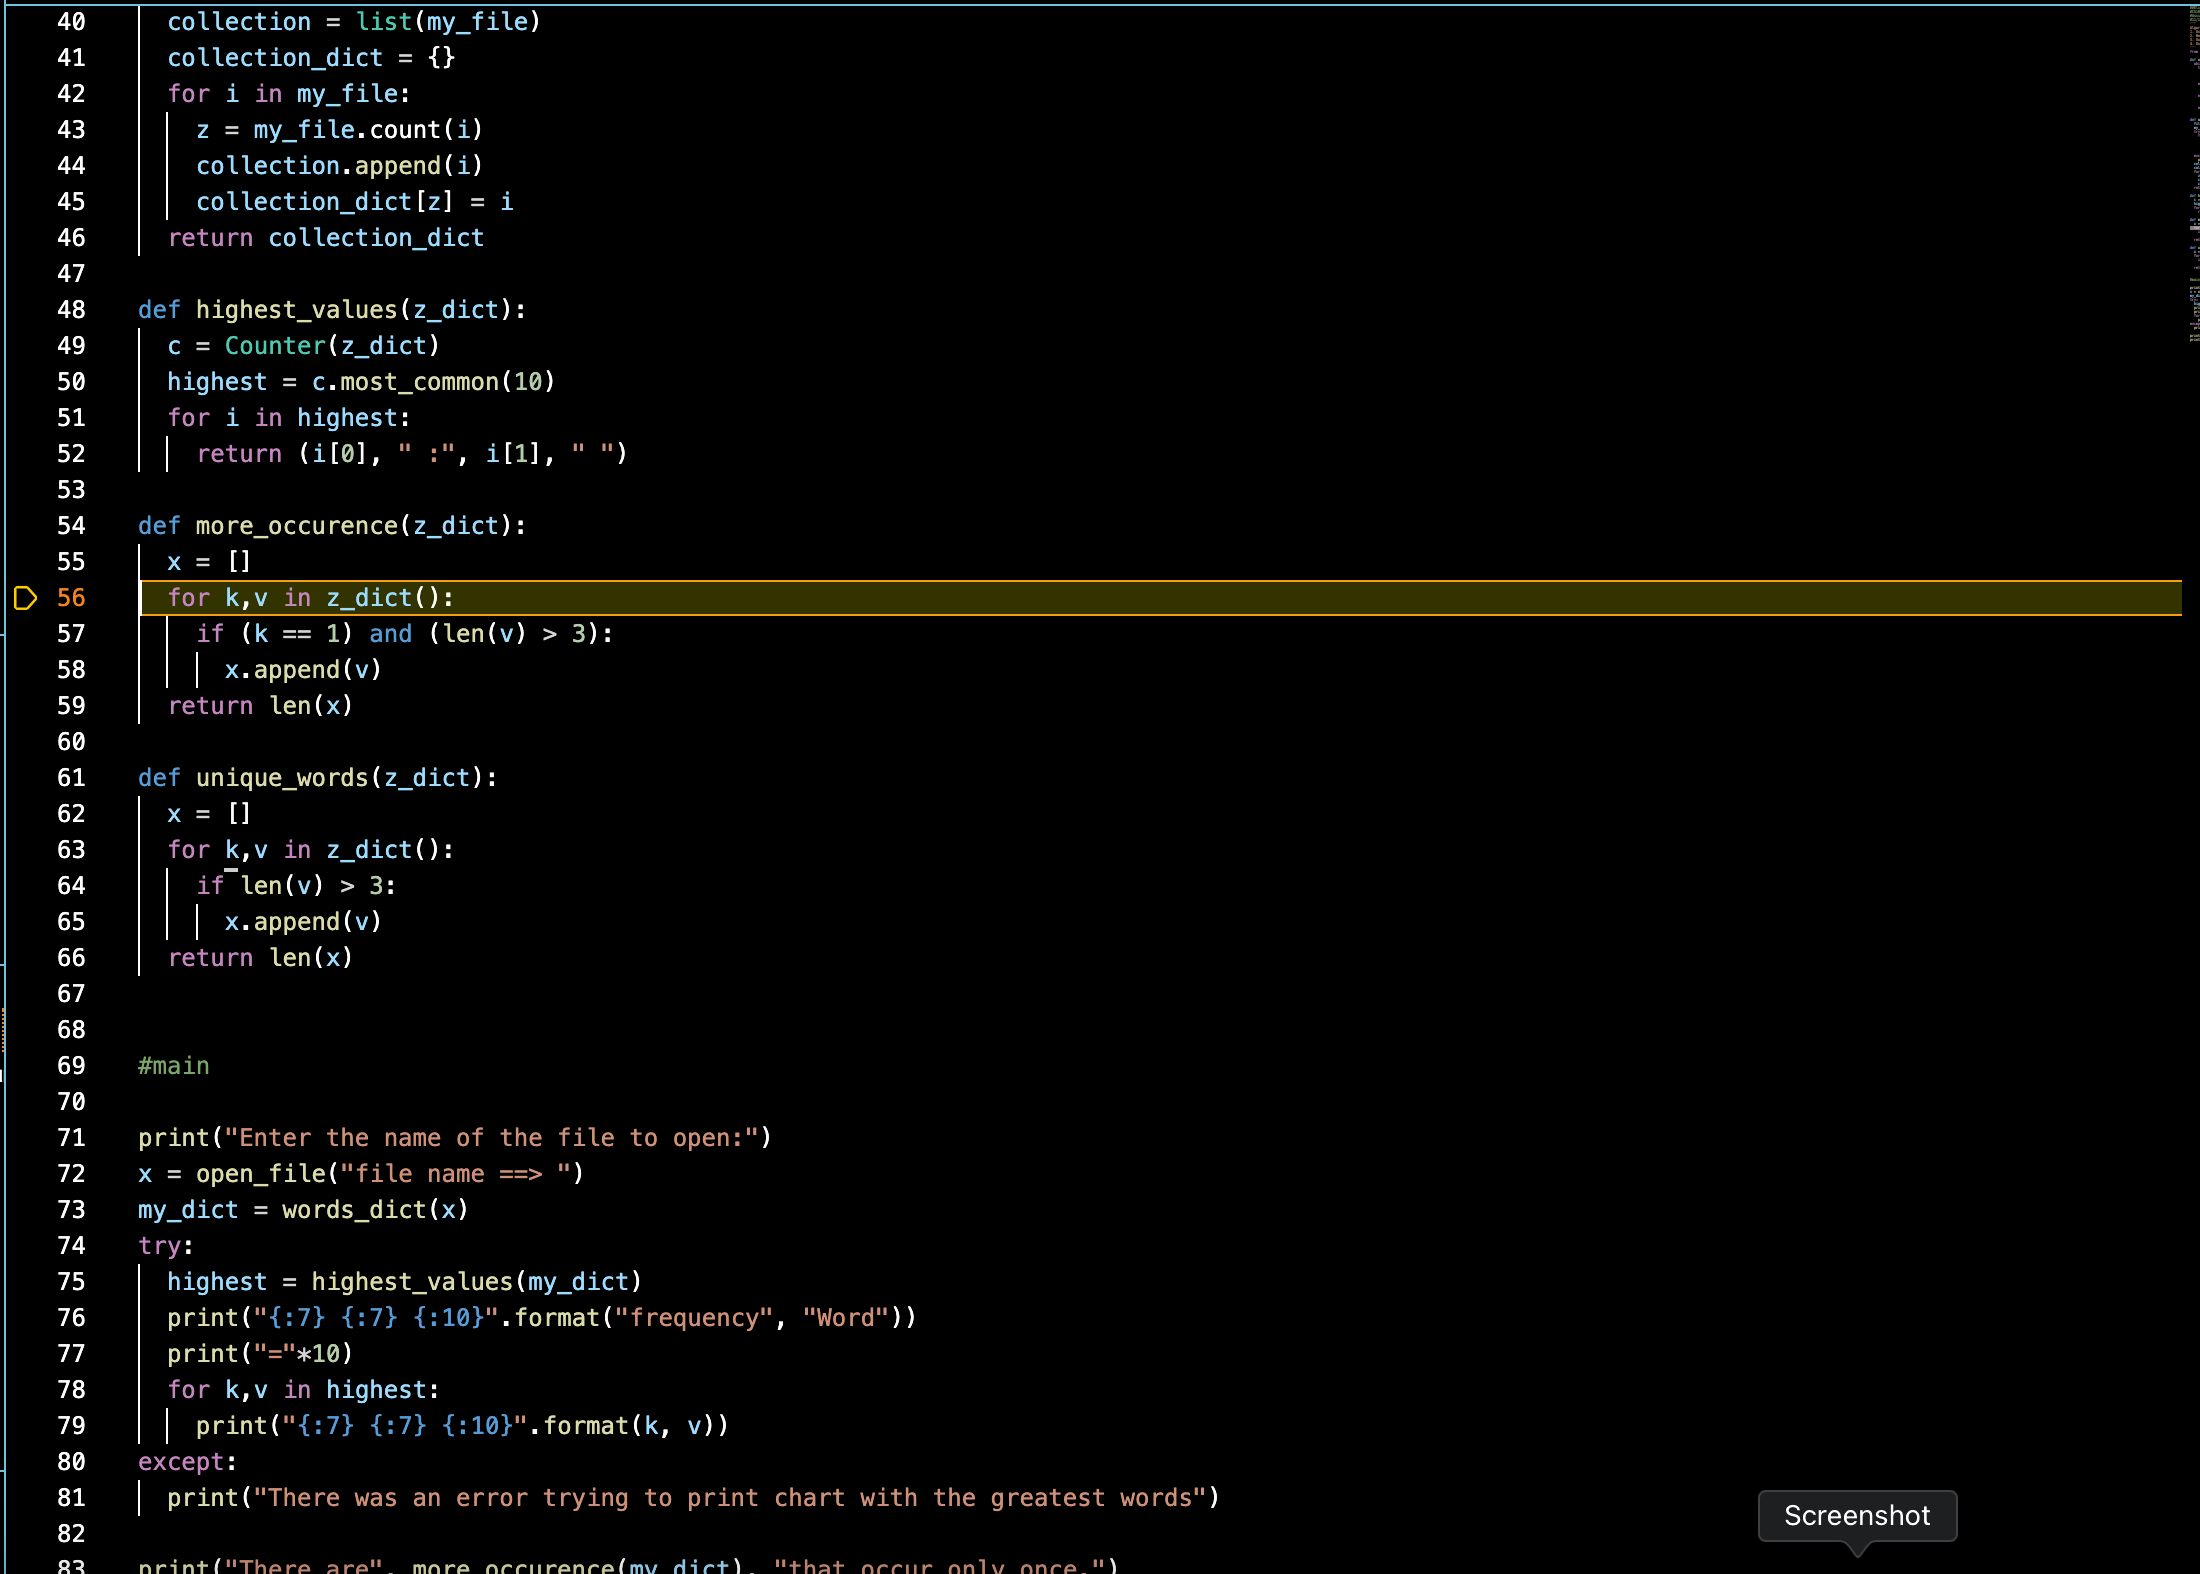 40 collection = list(my_file)
41 collection_dict = {}
42 for i in my_file:
43 z = my_file.count(i)
44 collection.append(i)
45 collection_dict[z] = i
46 return collection_dict
47
48 def highest_values(z_dict):
49 c = Counter(z_dict)
50 highest = c.most_common(10)
51 for i in highest:
52 return (i[0], " :", i[1], " ")
53
54 def more_occurence(z_dict):
55 x = []
56 for k,v in z_dict():
57 if (k == 1) and (len(v) > 3):
58 x.append(v)
59 return len(x)
60
61 def unique_words(z_dict):
62 x = []
63 for k,v in z_dict():
64 if len(v) > 3:
65 x.append(v)
66 return len(x)
67
68
69 #main
70
71 print("Enter the name of the file to open:")
72 x = open_file("file name ==> ")
73 my_dict = words_dict(x)
74 try:
75 highest = highest_values(my_dict)
76 print("{:7} {:7} {:10}".format("frequency", "Word"))
77 print("="*10)
78 for k,v in highest:
79 print("{:7} {:7} {:10}".format(k, v))
80 except:
81 print("There was an error trying to print chart with the greatest words")
Screenshot
82
83 print("There are", more_occurence(my_dict), "that occur only once.")